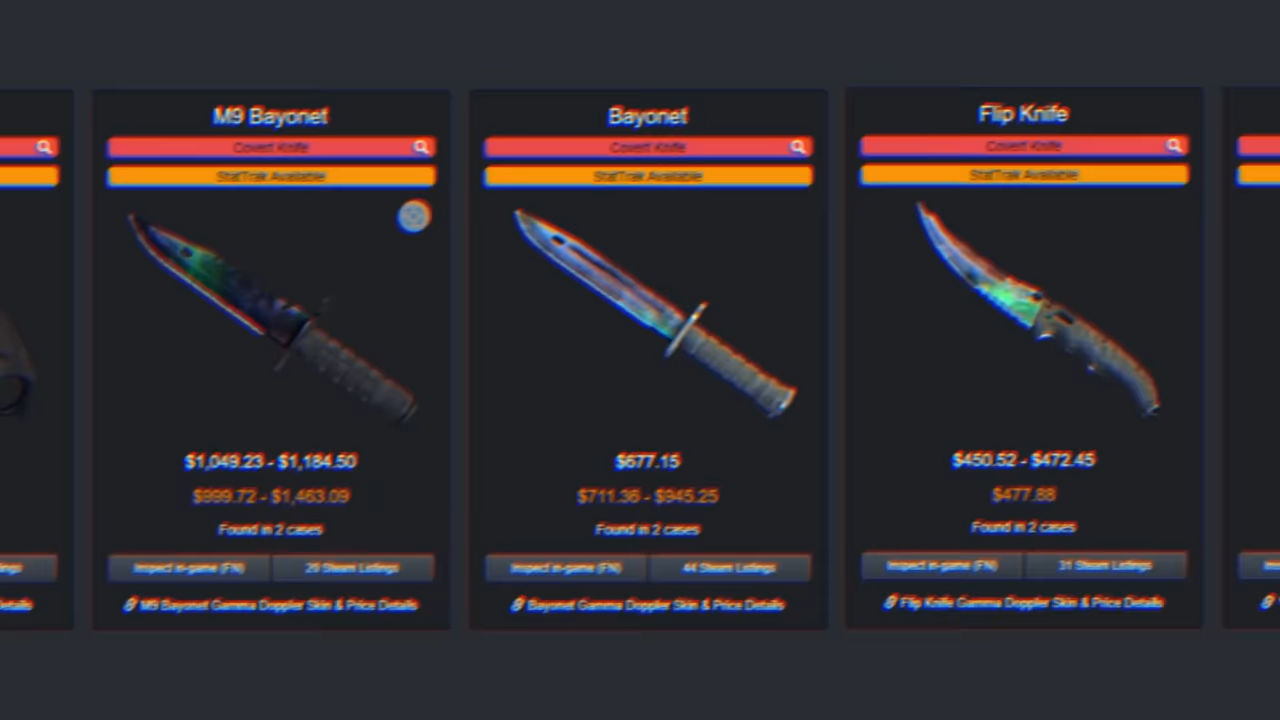 M9 Bayonet
Covert Knife
StatTrak Available
$1,049.23 - $1,184.50
$999.72 - $1,463.09
Found in 2 cases
Inspect in-game (FN)
20 Steam Listings
M9 Bayonet Gamma Doppler Skin & Price Details
Bayonet
Covert Knife
StatTrak Available
$677.15
$711.36 - $945.25
Found in 2 cases
Inspect in-game (FN)
44 Steam Listings
Bayonet Gamma Doppler Skin & Price Details
Flip Knife
Covert Knife
StatTrak Available
$450.52 - $472.45
$477.88
Found in 2 cases
Inspect in-game (FN)
31 Steam Listings
Flip Knife Gamma Doppler Skin & Price Details